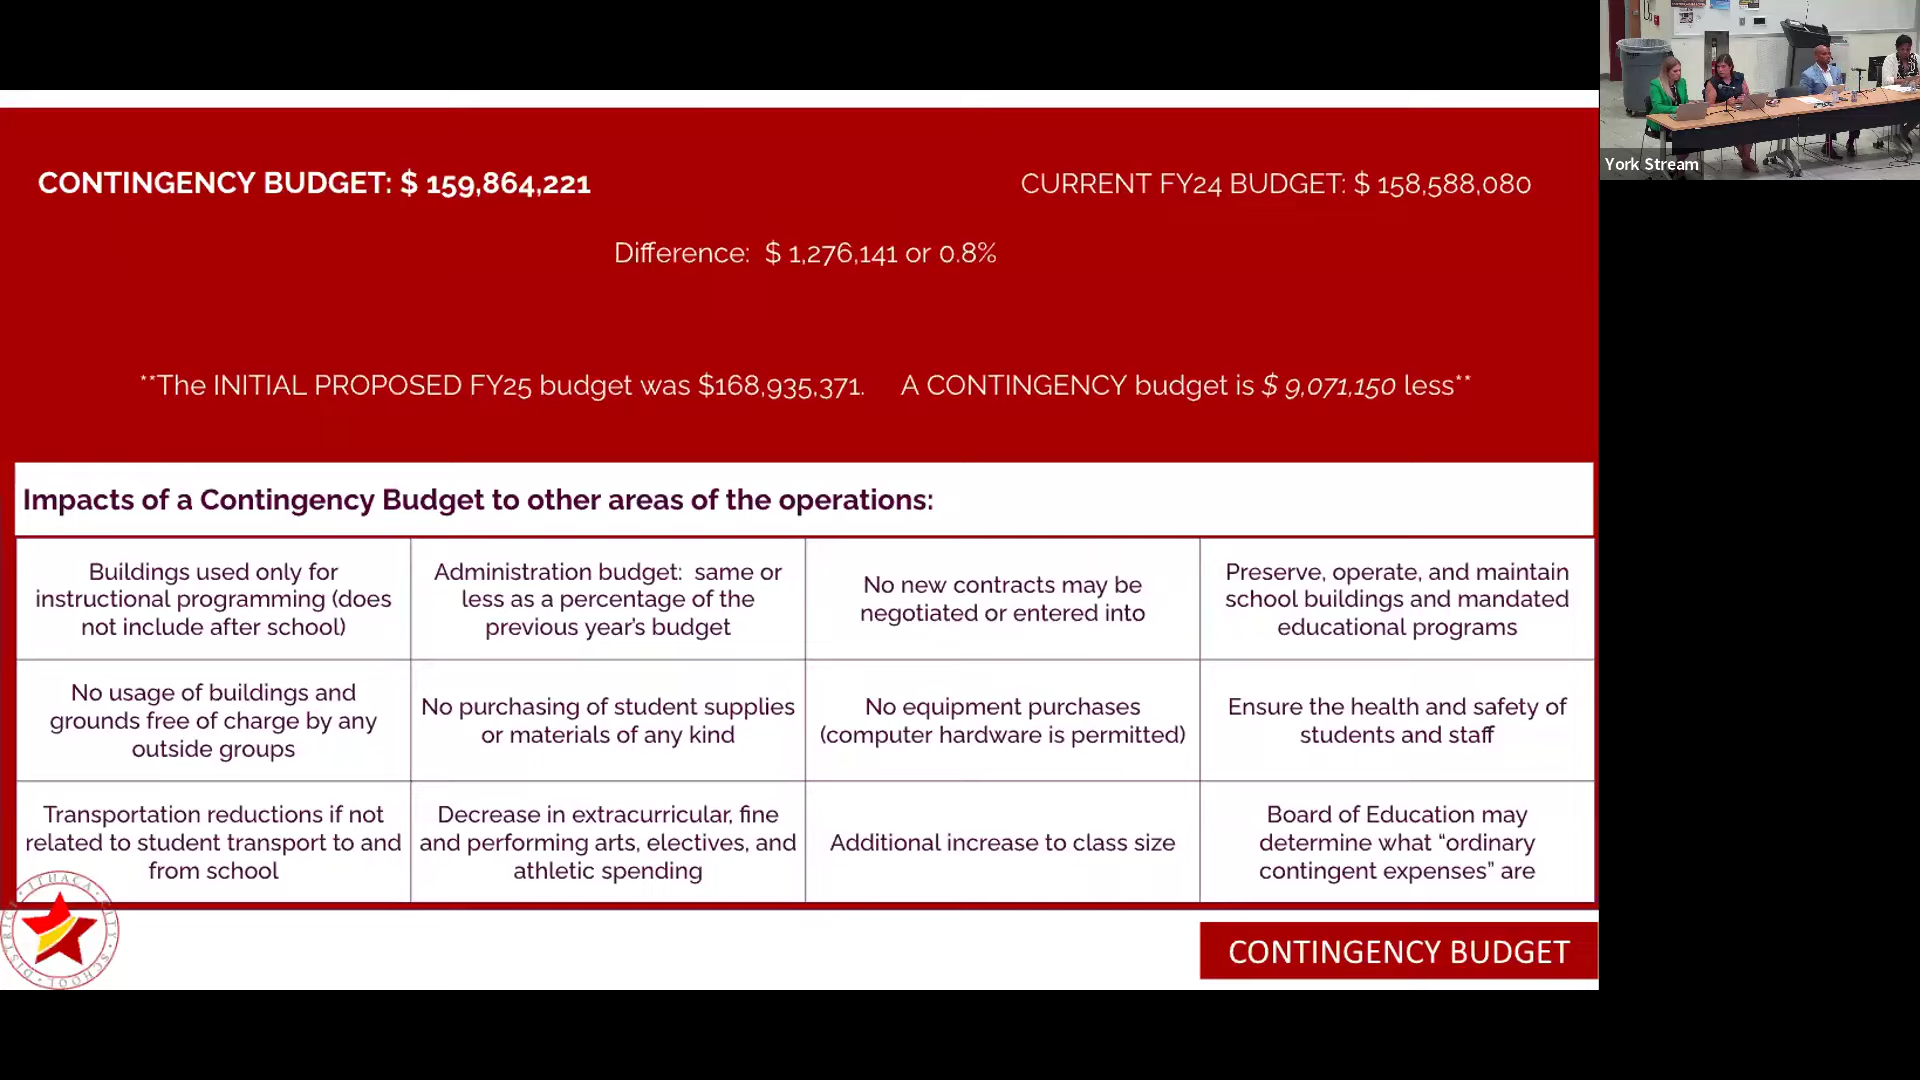 CONTINGENCY BUDGET: $ 159,864,221
CURRENT FY24 BUDGET: $ 158,588,080
Difference: $ 1,276,141 or 0.8%
**The INITIAL PROPOSED FY25 budget was $168,935,371. A CONTINGENCY budget is $ 9,071,150 less**
Impacts of a Contingency Budget to other areas of the operations:
Buildings used only for
instructional programming (does
not include after school)
Administration budget: same or
less as a percentage of the
previous year's budget
No new contracts may be
negotiated or entered into
Preserve, operate, and maintain
school buildings and mandated
educational programs
No usage of buildings and
grounds free of charge by any
outside groups
No purchasing of student supplies
or materials of any kind
No equipment purchases
(computer hardware is permitted)
Ensure the health and safety of
students and staff
Transportation reductions if not
related to student transport to and
from school
Decrease in extracurricular, fine
and performing arts, electives, and
athletic spending
Additional increase to class size
Board of Education may
determine what “ordinary
contingent expenses” are
ITHACA CITY SCHOOL DISTRICT
CONTINGENCY BUDGET
York Stream